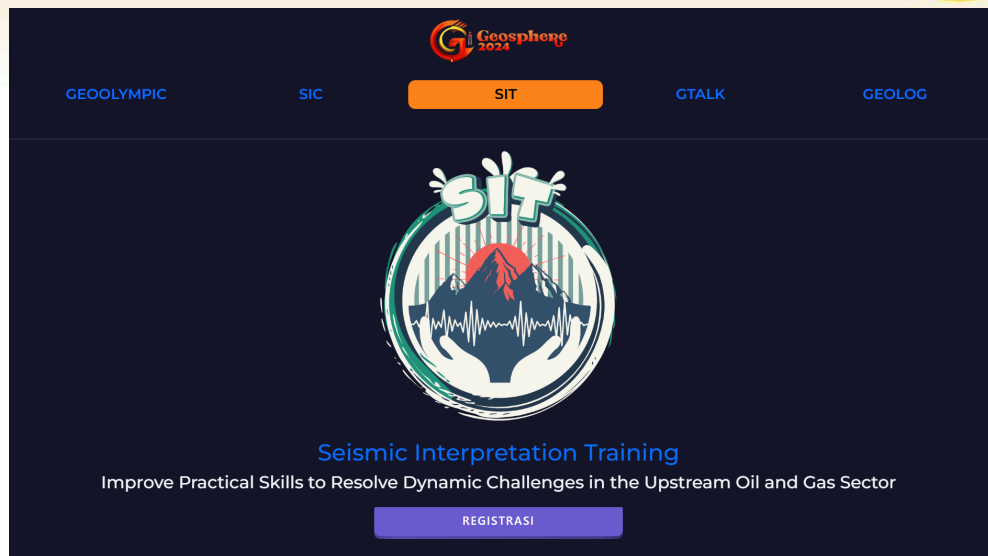 Geosphere
2024
GEOOLYMPIC
SIC
SIT
GTALK
GEOLOG
SIT
Seismic Interpretation Training
Improve Practical Skills to Resolve Dynamic Challenges in the Upstream Oil and Gas Sector
REGISTRASI